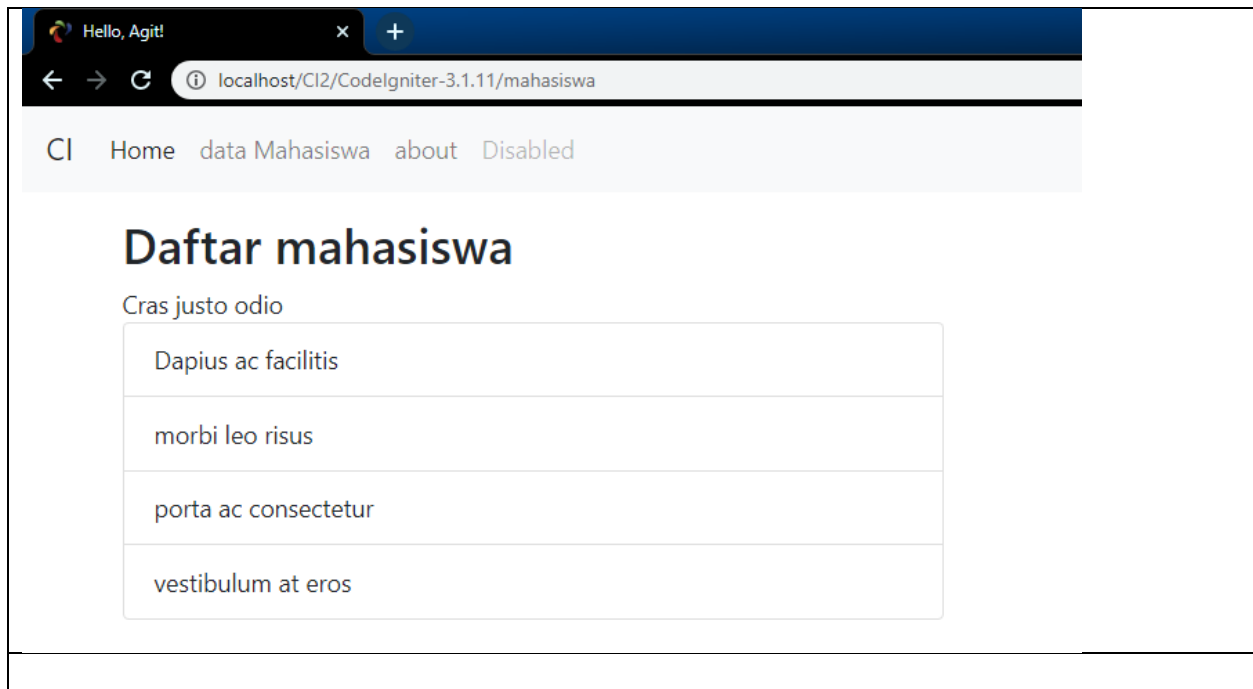 Hello, Agit!
localhost/CI2/CodeIgniter-3.1.11/mahasiswa
CI Home data Mahasiswa about Disabled
Daftar mahasiswa
Cras justo odio
Dapius ac facilitis
morbi leo risus
porta ac consectetur
vestibulum at eros